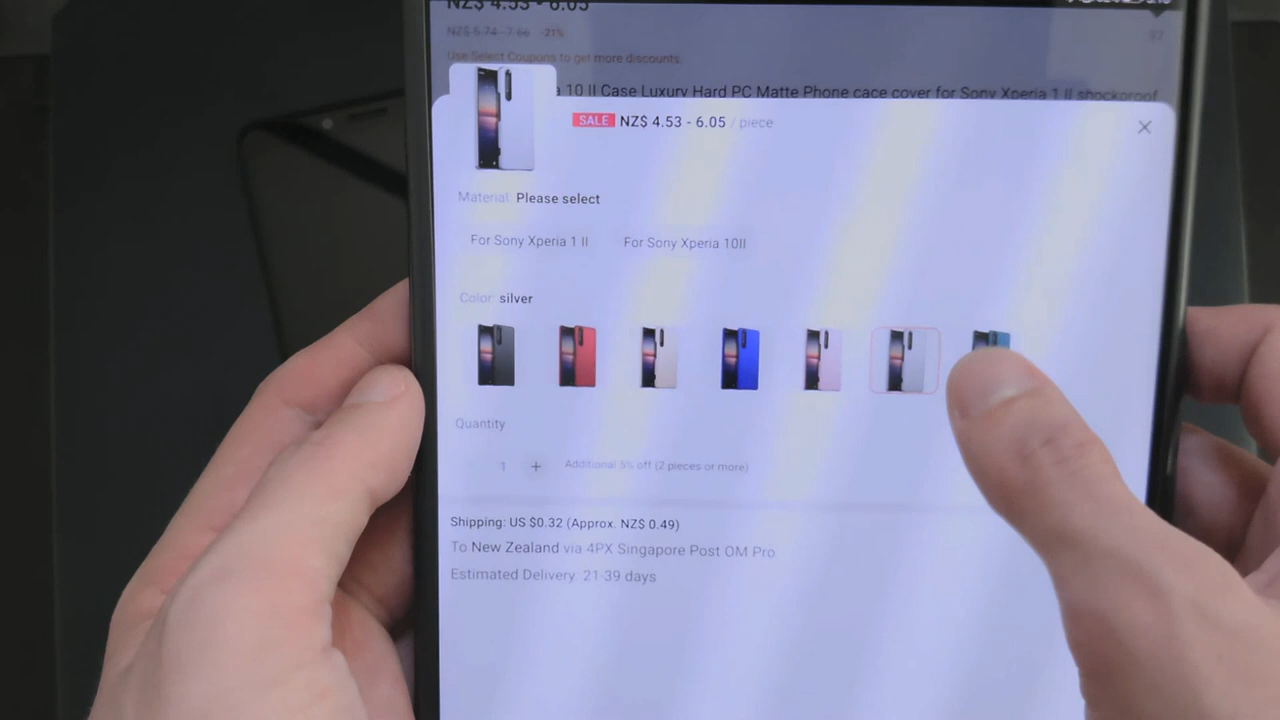 NZ$ 4.53 - 6.05
NZ$ 5.74 - 7.66 -21%
97
Use Select Coupons to get more discounts.
a 10 II Case Luxury Hard PC Matte Phone cace cover for Sony Xperia 1 II shockproof
SALE NZ$ 4.53 - 6.05 / piece
Material: Please select
For Sony Xperia 1 II For Sony Xperia 10II
Color: silver
Quantity
1 + Additional 5% off (2 pieces or more)
Shipping: US $0.32 (Approx. NZ$ 0.49)
To New Zealand via 4PX Singapore Post OM Pro
Estimated Delivery: 21-39 days